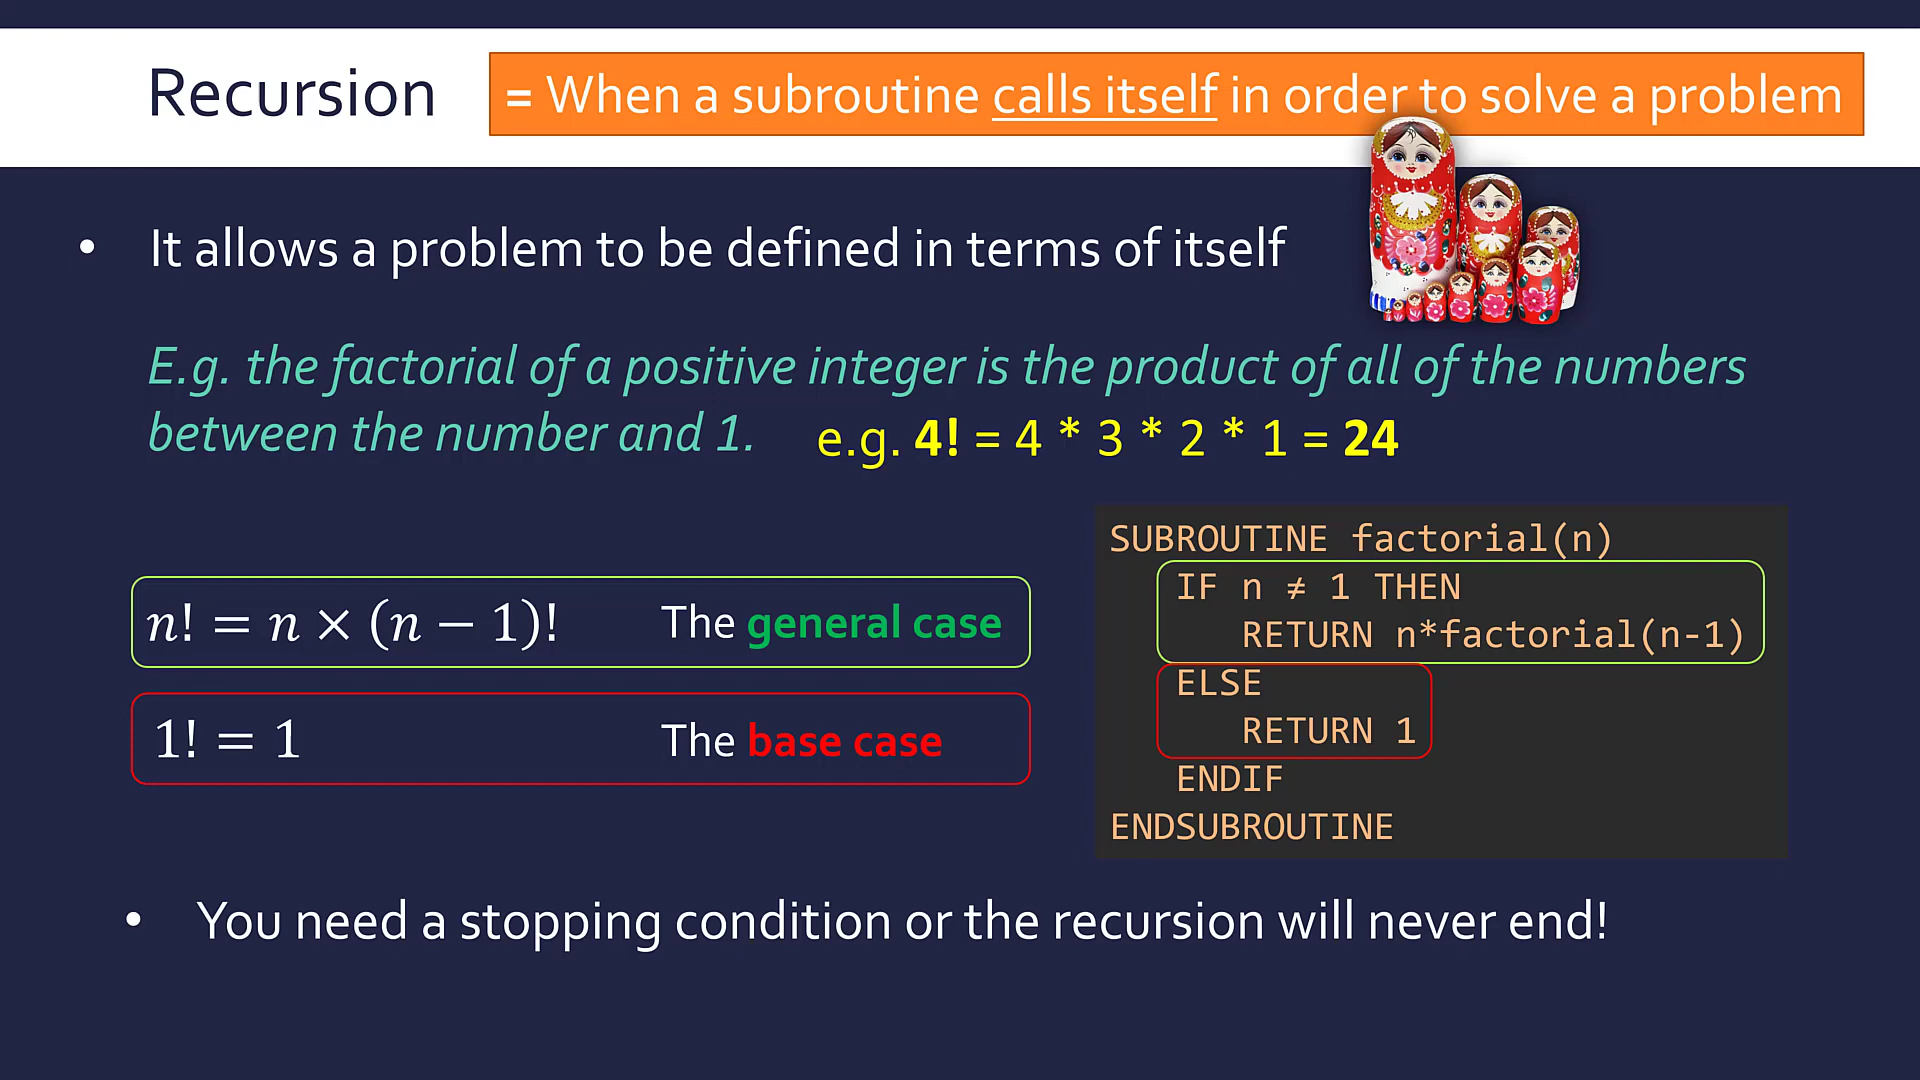 Recursion
= When a subroutine calls itself in order to solve a problem
• It allows a problem to be defined in terms of itself
E.g. the factorial of a positive integer is the product of all of the numbers
between the number and 1.
e.g. 4! = 4 * 3 * 2 * 1 = 24
n! = n × (n − 1)! The general case
1! = 1 The base case
SUBROUTINE factorial(n)
IF n ≠ 1 THEN
RETURN n*factorial(n-1)
ELSE
RETURN 1
ENDIF
ENDSUBROUTINE
• You need a stopping condition or the recursion will never end!